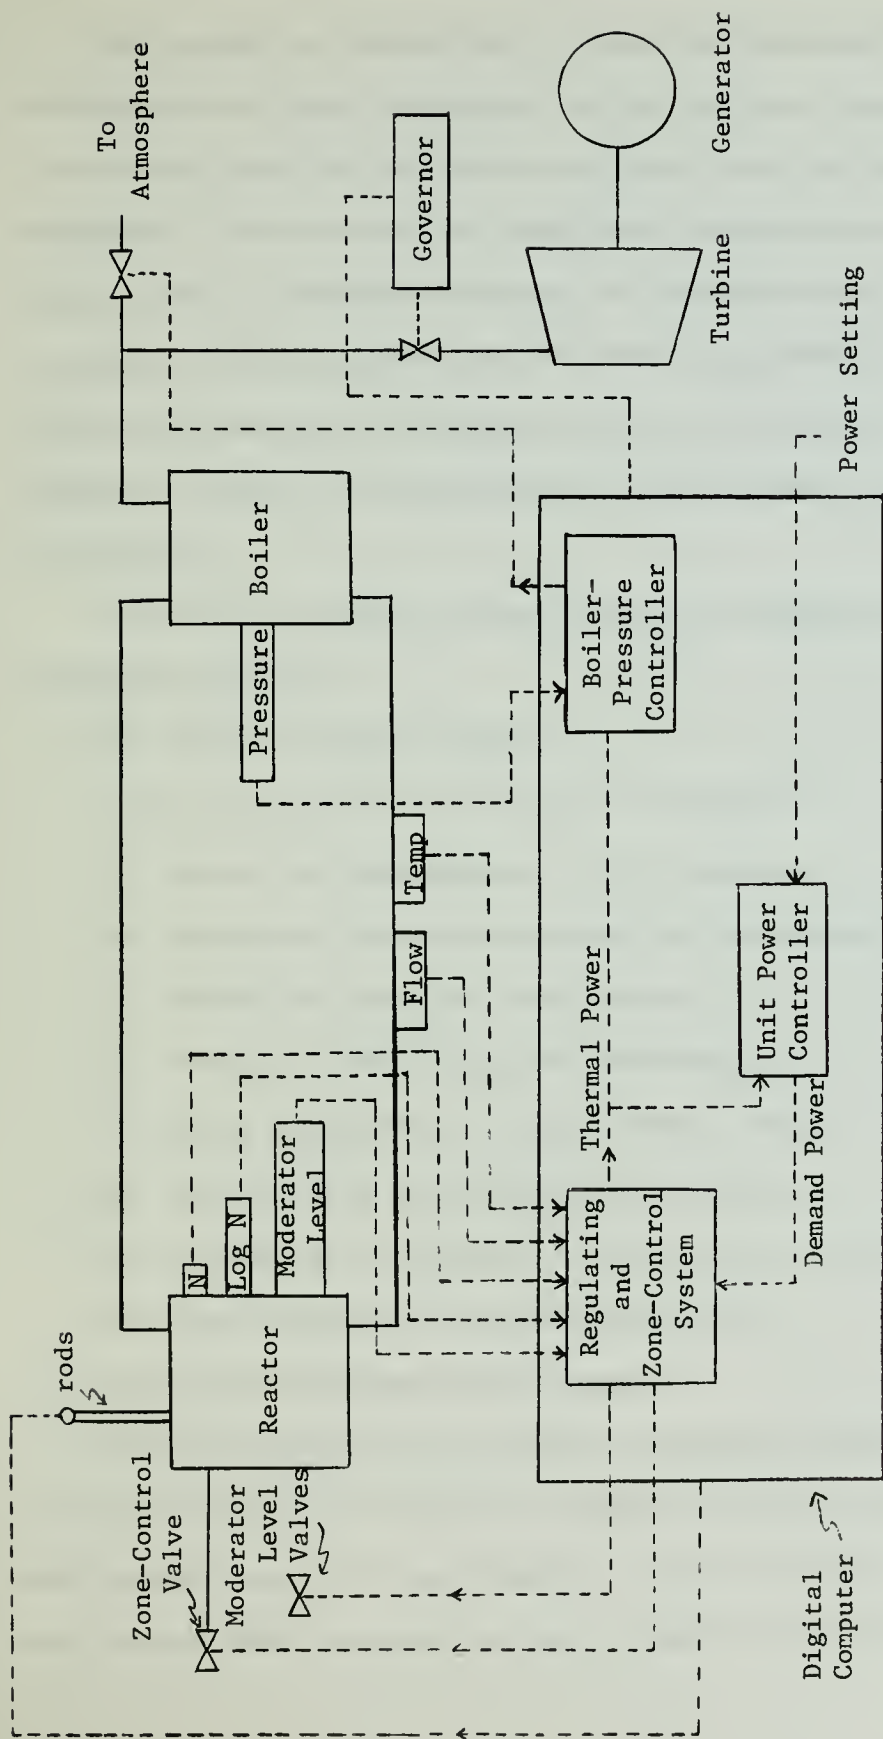 To
Atmosphere
Governor
Generator
Turbine
Power Setting
Boiler
Pressure
Boiler-
Pressure
Controller
Temp
Flow
Thermal Power
Unit Power
Controller
Demand Power
N
Log N
Moderator
Level
Regulating
and
Zone-Control
System
rods
Reactor
Zone-Control
Valve
Moderator
Level
Valves
Digital
Computer